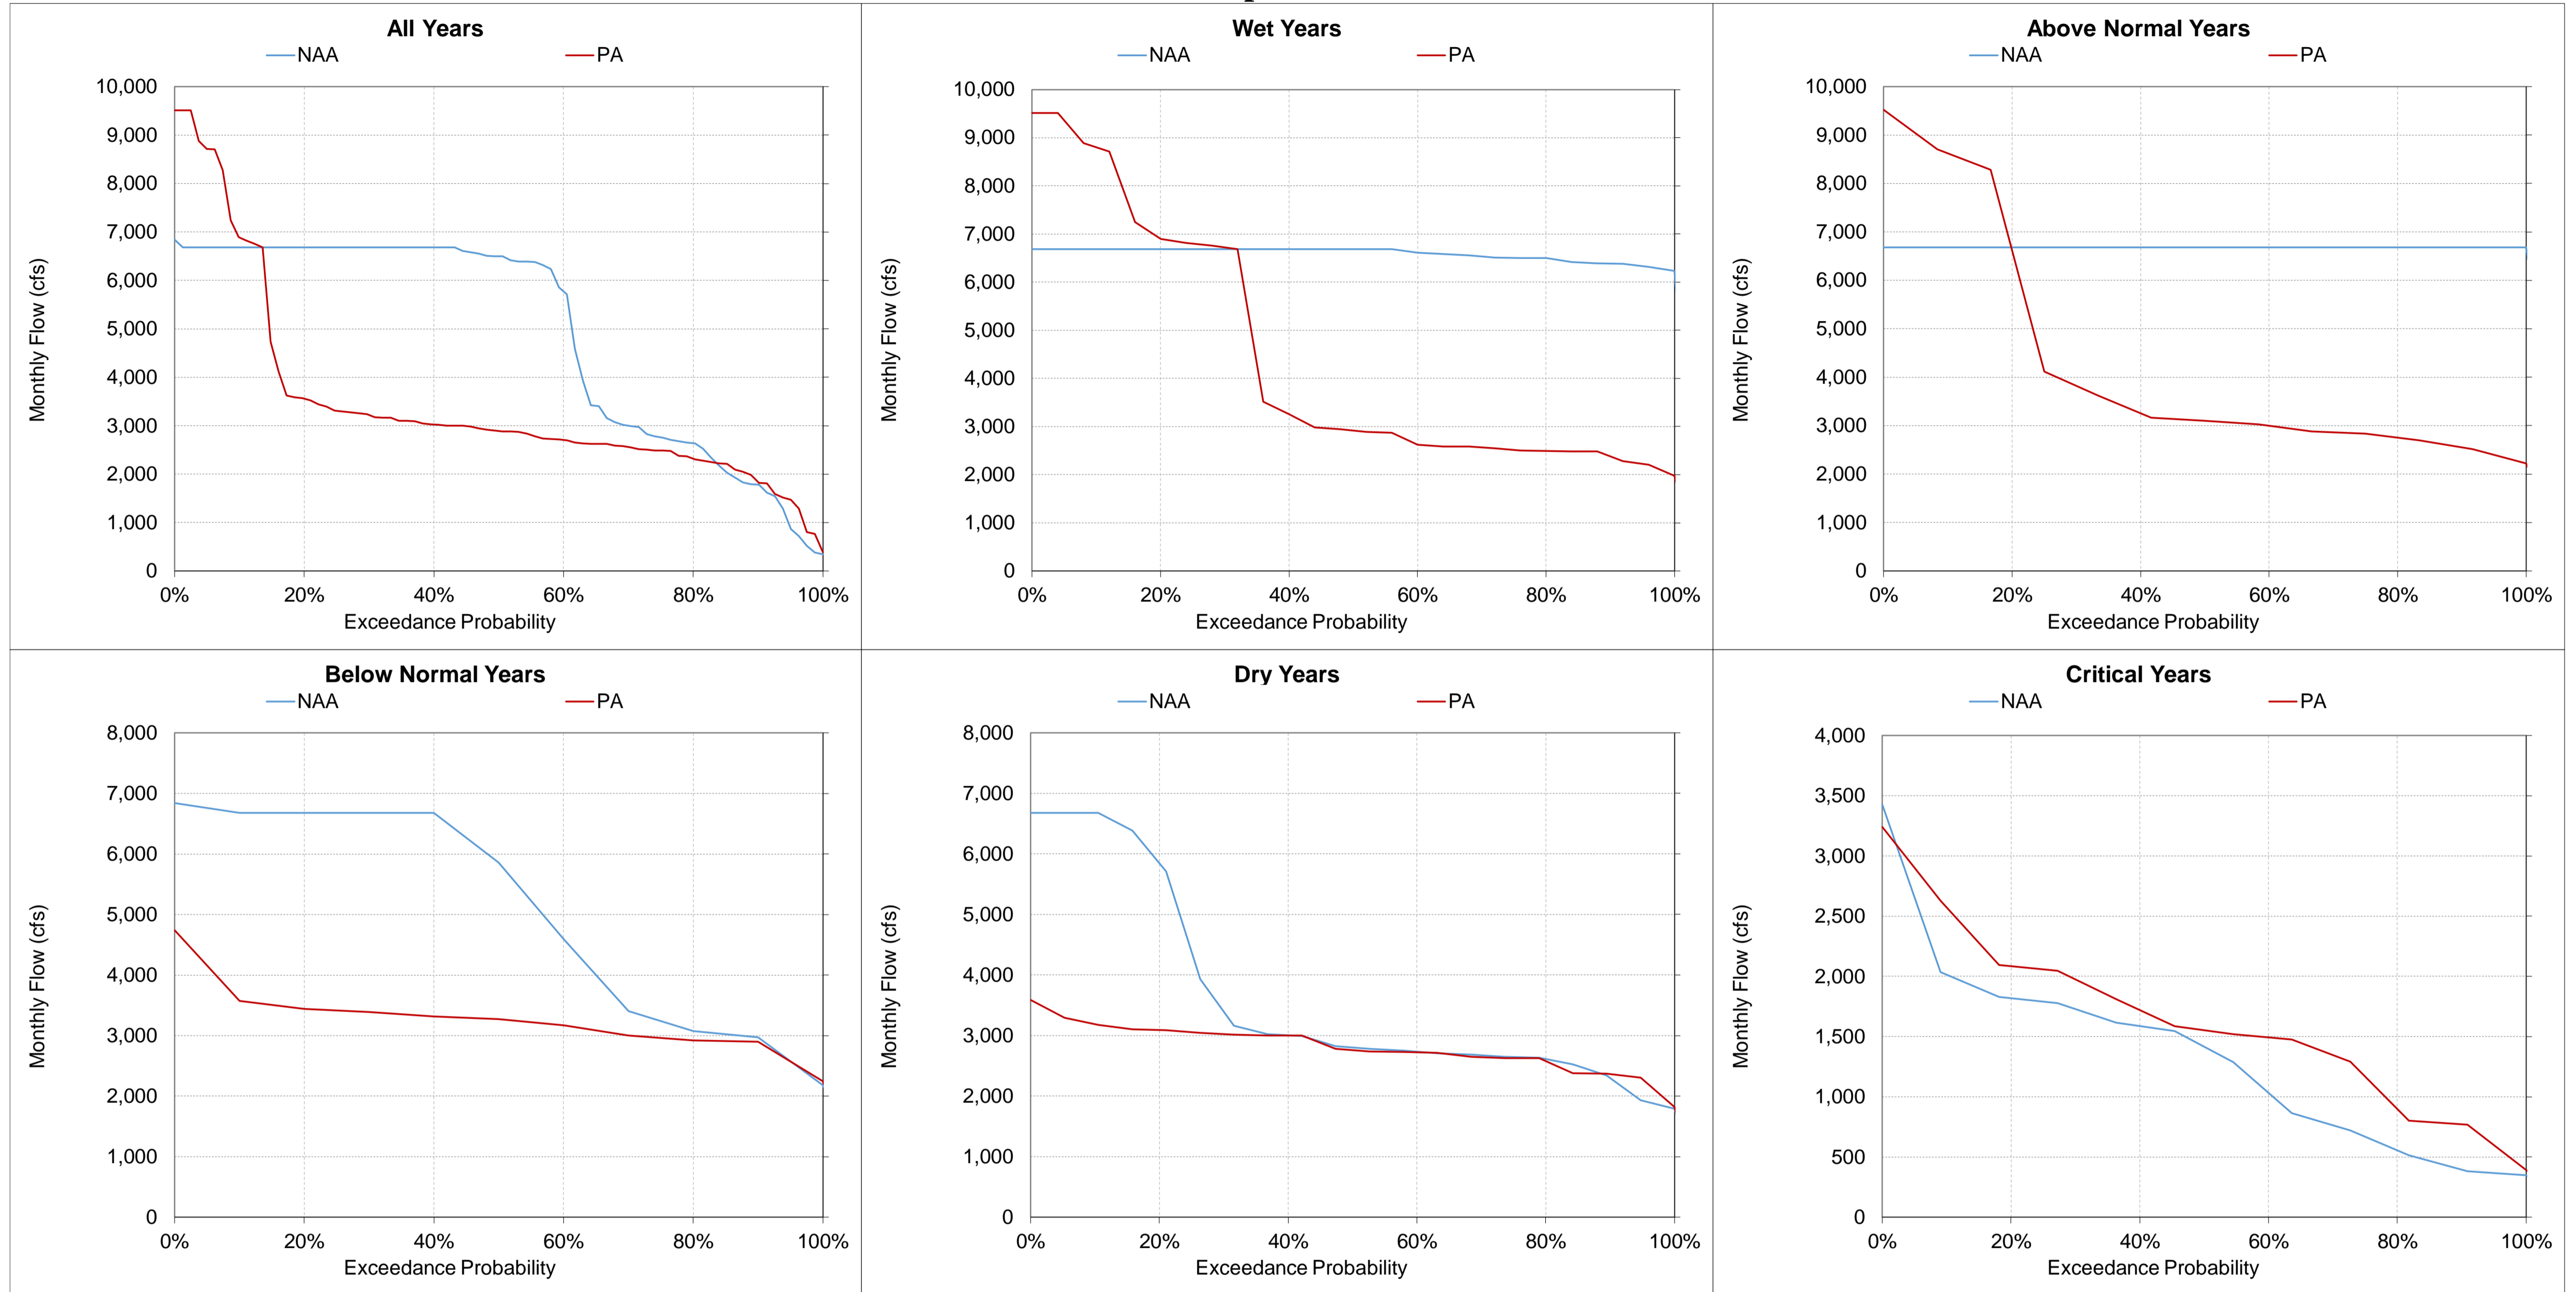 All Years
NAA PA
10,000
9,000
8,000
7,000
6,000
5,000
4,000
3,000
2,000
1,000
0
Monthly Flow (cfs)
0% 20% 40% 60% 80% 100%
Exceedance Probability
Wet Years
NAA PA
10,000
9,000
8,000
7,000
6,000
5,000
4,000
3,000
2,000
1,000
0
Monthly Flow (cfs)
0% 20% 40% 60% 80% 100%
Exceedance Probability
Above Normal Years
NAA PA
10,000
9,000
8,000
7,000
6,000
5,000
4,000
3,000
2,000
1,000
0
Monthly Flow (cfs)
0% 20% 40% 60% 80% 100%
Exceedance Probability
Below Normal Years
NAA PA
8,000
7,000
6,000
5,000
4,000
3,000
2,000
1,000
0
Monthly Flow (cfs)
0% 20% 40% 60% 80% 100%
Exceedance Probability
Dry Years
NAA PA
8,000
7,000
6,000
5,000
4,000
3,000
2,000
1,000
0
Monthly Flow (cfs)
0% 20% 40% 60% 80% 100%
Exceedance Probability
Critical Years
NAA PA
4,000
3,500
3,000
2,500
2,000
1,500
1,000
500
0
Monthly Flow (cfs)
0% 20% 40% 60% 80% 100%
Exceedance Probability